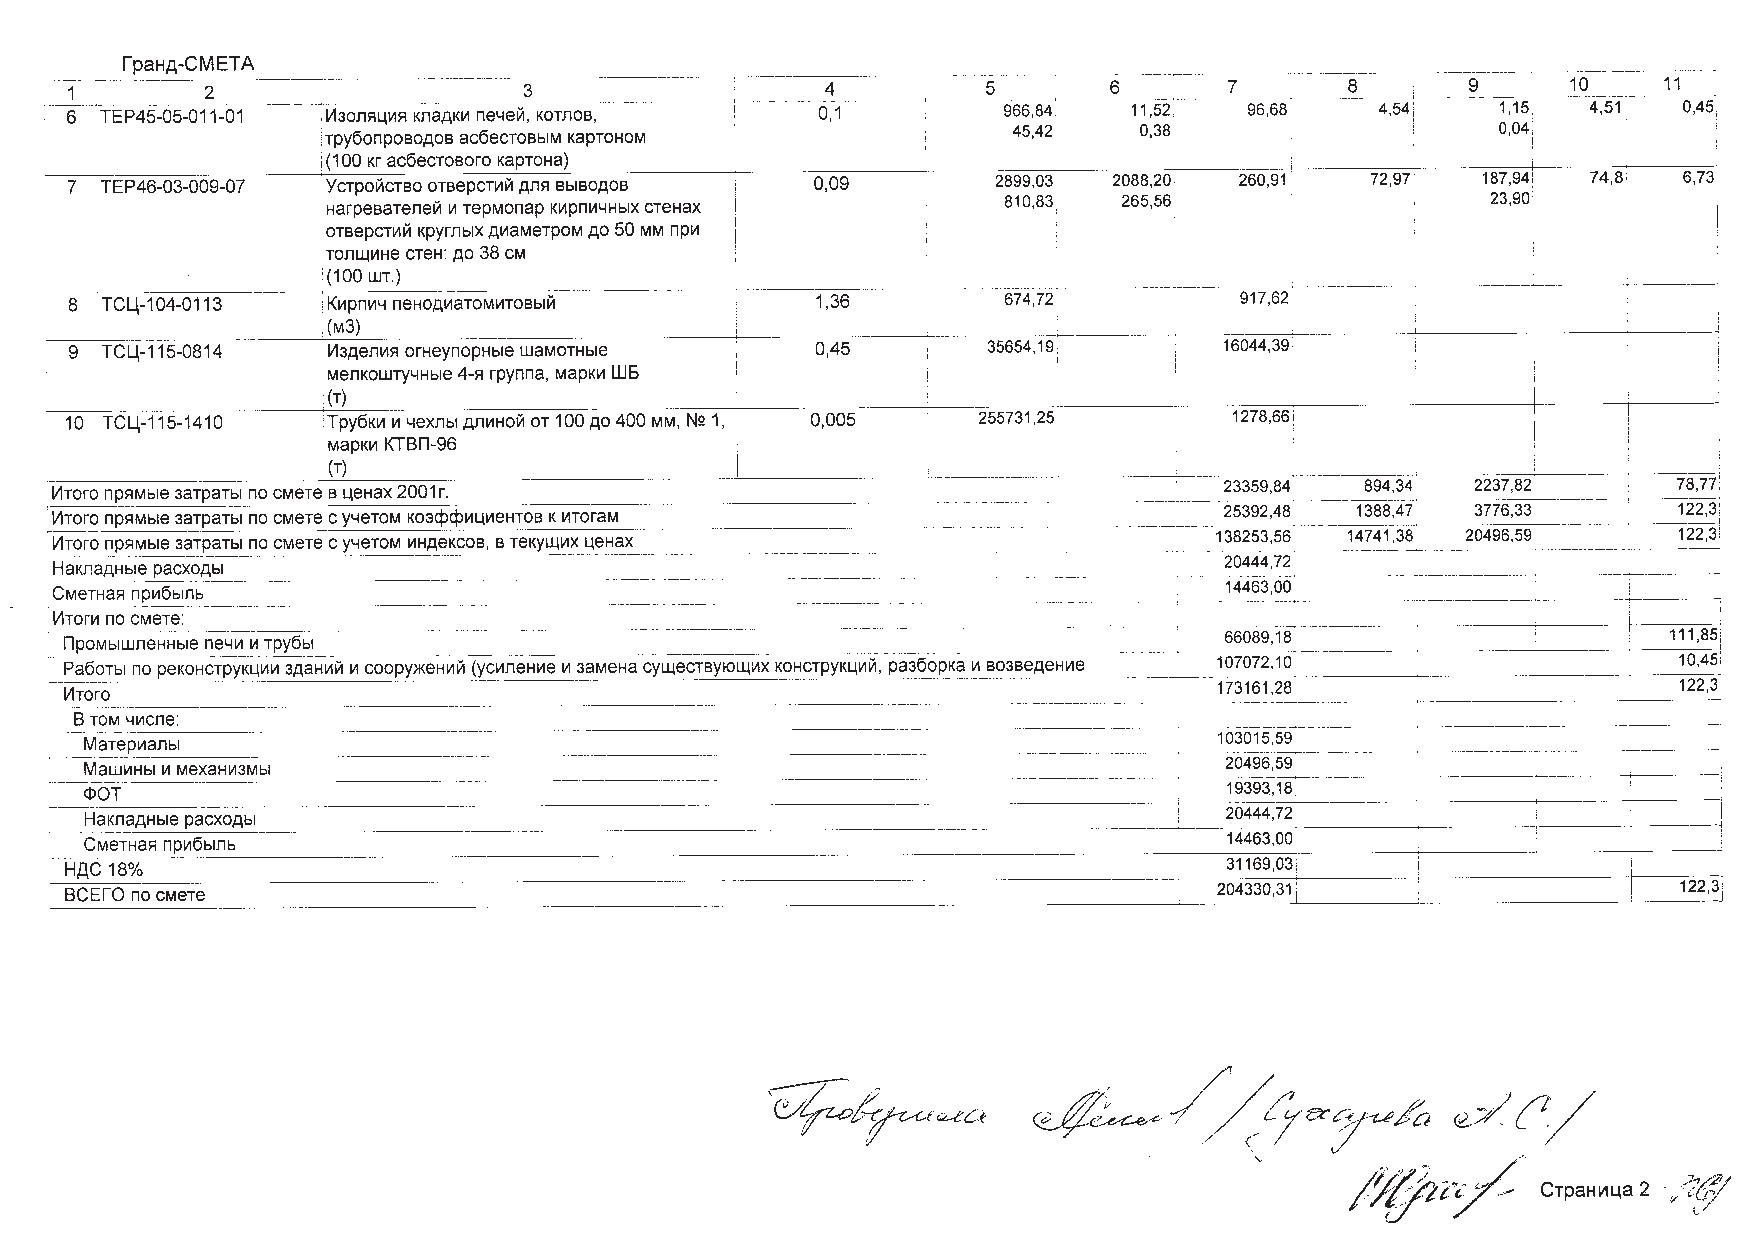 Гранд-СМЕТА
1 2 3 4 5 6 7 8 9 10 11
6 ТЕР45-05-011-01 Изоляция кладки печей, котлов, 0,1 966,84 11,52 96,68 4,54 1,15 4,51 0,45
трубопроводов асбестовым картоном 45,42 0,38 0,04
(100 кг асбестового картона)
7 ТЕР46-03-009-07 Устройство отверстий для выводов 0,09 2899,03 2088,20 260,91 72,97 187,94 74,8 6,73
нагревателей и термопар кирпичных стенах 810,83 265,56 23,90
отверстий круглых диаметром до 50 мм при
толщине стен: до 38 см
(100 шт.)
8 ТСЦ-104-0113 Кирпич пенодиатомитовый 1,36 674,72 917,62
(м3)
9 ТСЦ-115-0814 Изделия огнеупорные шамотные 0,45 35654,19 16044,39
мелкоштучные 4-я группа, марки ШБ
(т)
10 ТСЦ-115-1410 Трубки и чехлы длиной от 100 до 400 мм, № 1, 0,005 255731,25 1278,66
марки КТВП-96
(т)
Итого прямые затраты по смете в ценах 2001г. 23359,84 894,34 2237,82 78,77
Итого прямые затраты по смете с учетом коэффициентов к итогам 25392,48 1388,47 3776,33 122,3
Итого прямые затраты по смете с учетом индексов, в текущих ценах 138253,56 14741,38 20496,59 122,3
Накладные расходы 20444,72
Сметная прибыль 14463,00
Итоги по смете:
Промышленные печи и трубы 66089,18 111,85
Работы по реконструкции зданий и сооружений (усиление и замена существующих конструкций, разборка и возведение 107072,10 10,45
Итого 173161,28 122,3
В том числе:
Материалы 103015,59
Машины и механизмы 20496,59
ФОТ 19393,18
Накладные расходы 20444,72
Сметная прибыль 14463,00
НДС 18% 31169,03
ВСЕГО по смете 204330,31 122,3
Проверила / Сухарева А.С./
Страница 2